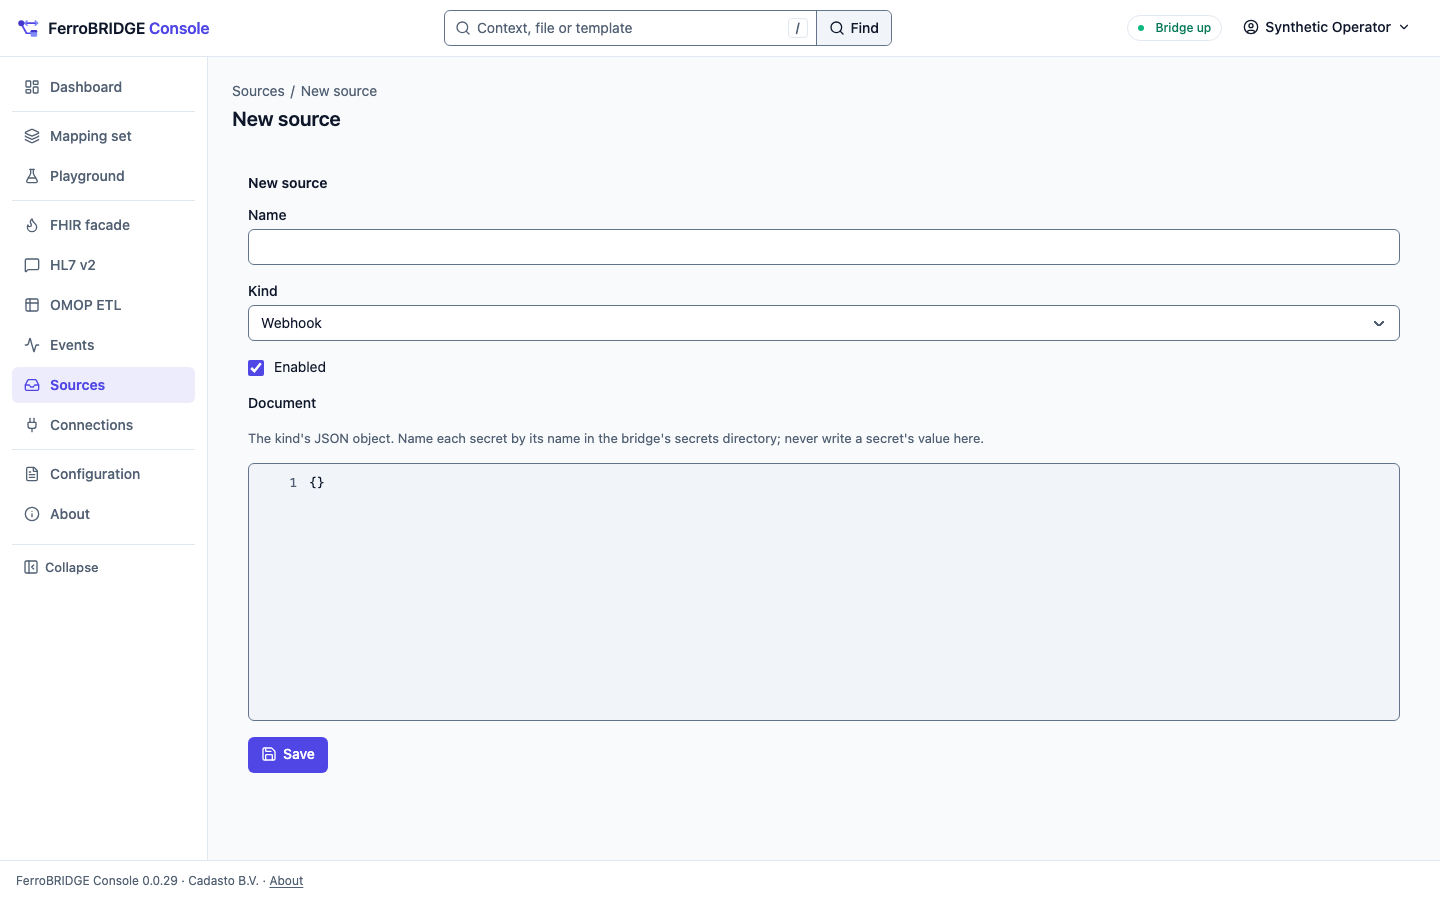 FerroBRIDGE Console
Context, file or template
/
Find
Bridge up
Synthetic Operator
Dashboard
Mapping set
Playground
FHIR facade
HL7 v2
OMOP ETL
Events
Sources
Connections
Configuration
About
Collapse
Sources / New source
New source
New source
Name
Kind
Webhook
Enabled
Document
The kind's JSON object. Name each secret by its name in the bridge's secrets directory; never write a secret's value here.
1 {}
Save
FerroBRIDGE Console 0.0.29 · Cadasto B.V. · About